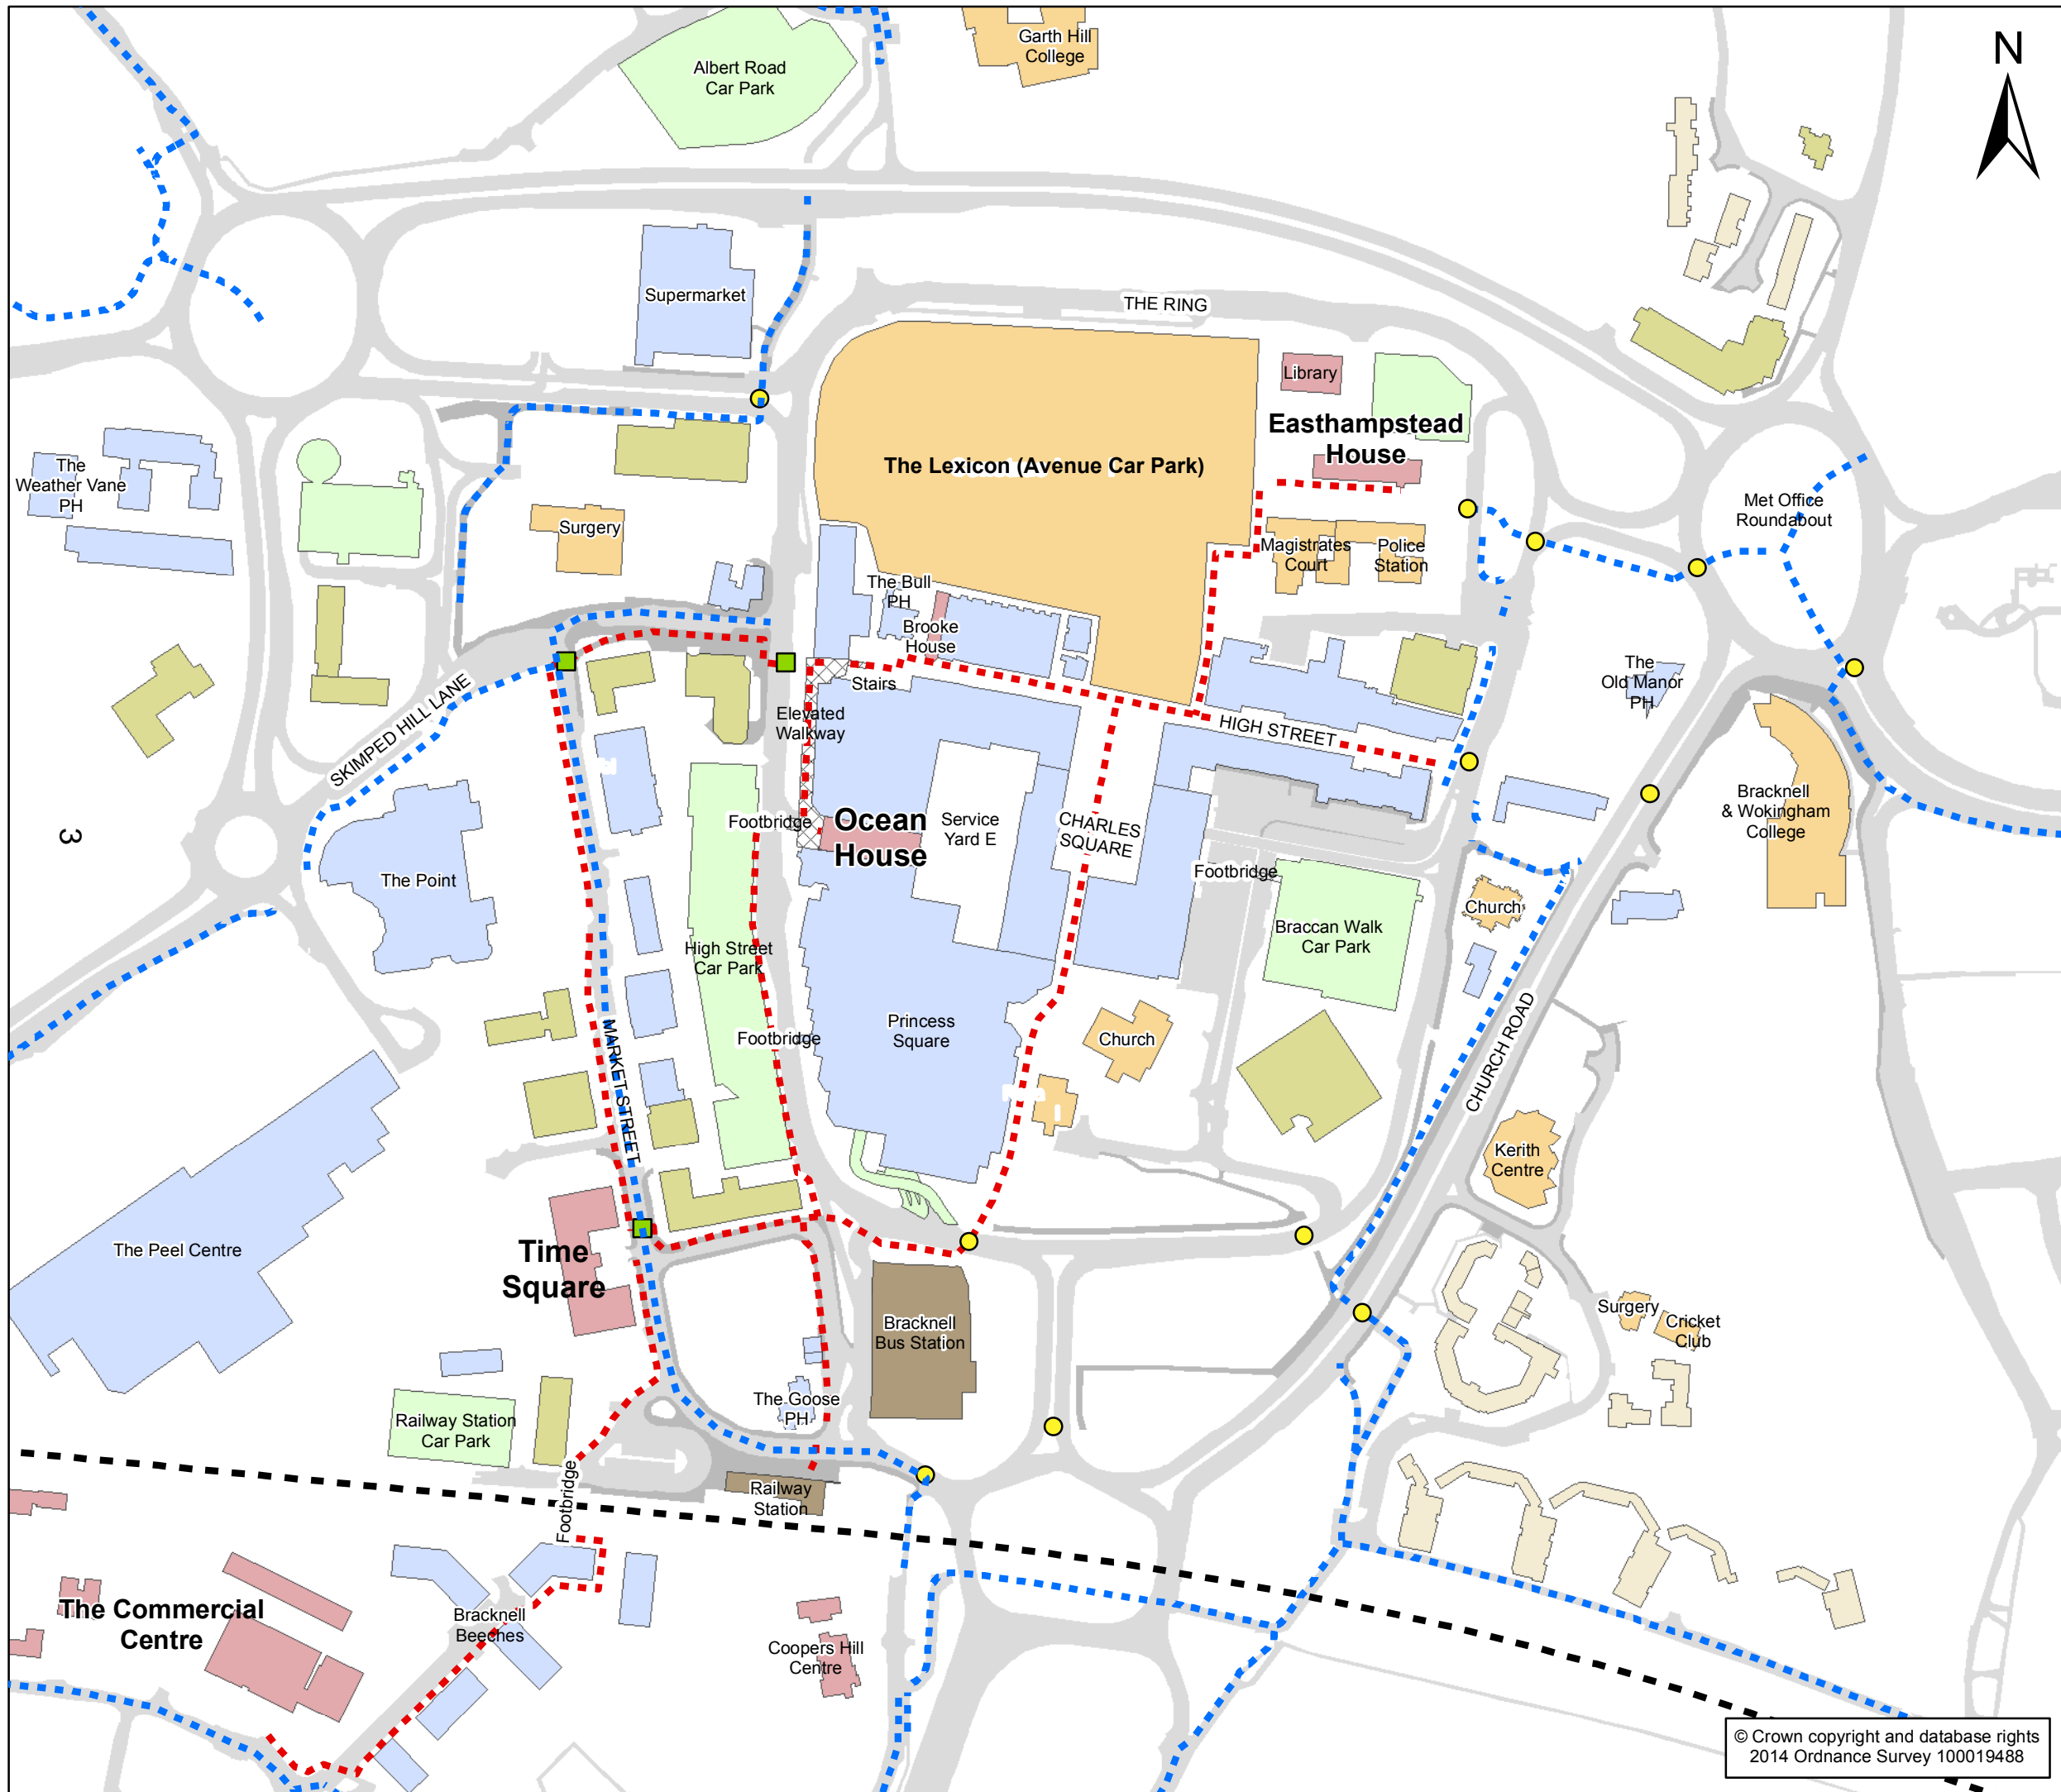 Garth Hill
College
N
Albert Road
Car Park
Supermarket
THE RING
Library
Easthampstead
House
The Lexicon (Avenue Car Park)
The
Weather Vane
PH
Surgery
Met Office
Roundabout
Magistrates
Court
Police
Station
The Bull
PH
Brooke
House
Stairs
The
Old Manor
PH
Elevated
Walkway
SKIMPED HILL LANE
HIGH STREET
Footbridge
Ocean
House
Service
Yard E
CHARLES
SQUARE
Bracknell
& Wokingham
College
3
The Point
Footbridge
Church
Braccan Walk
Car Park
High Street
Car Park
Princess
Square
Footbridge
Church
MARKET STREET
CHURCH ROAD
Kerith
Centre
The Peel Centre
Time
Square
Bracknell
Bus Station
Surgery
Cricket
Club
The Goose
PH
Railway Station
Car Park
Footbridge
Railway
Station
The Commercial
Centre
Bracknell
Beeches
Coopers Hill
Centre
© Crown copyright and database rights
2014 Ordnance Survey 100019488